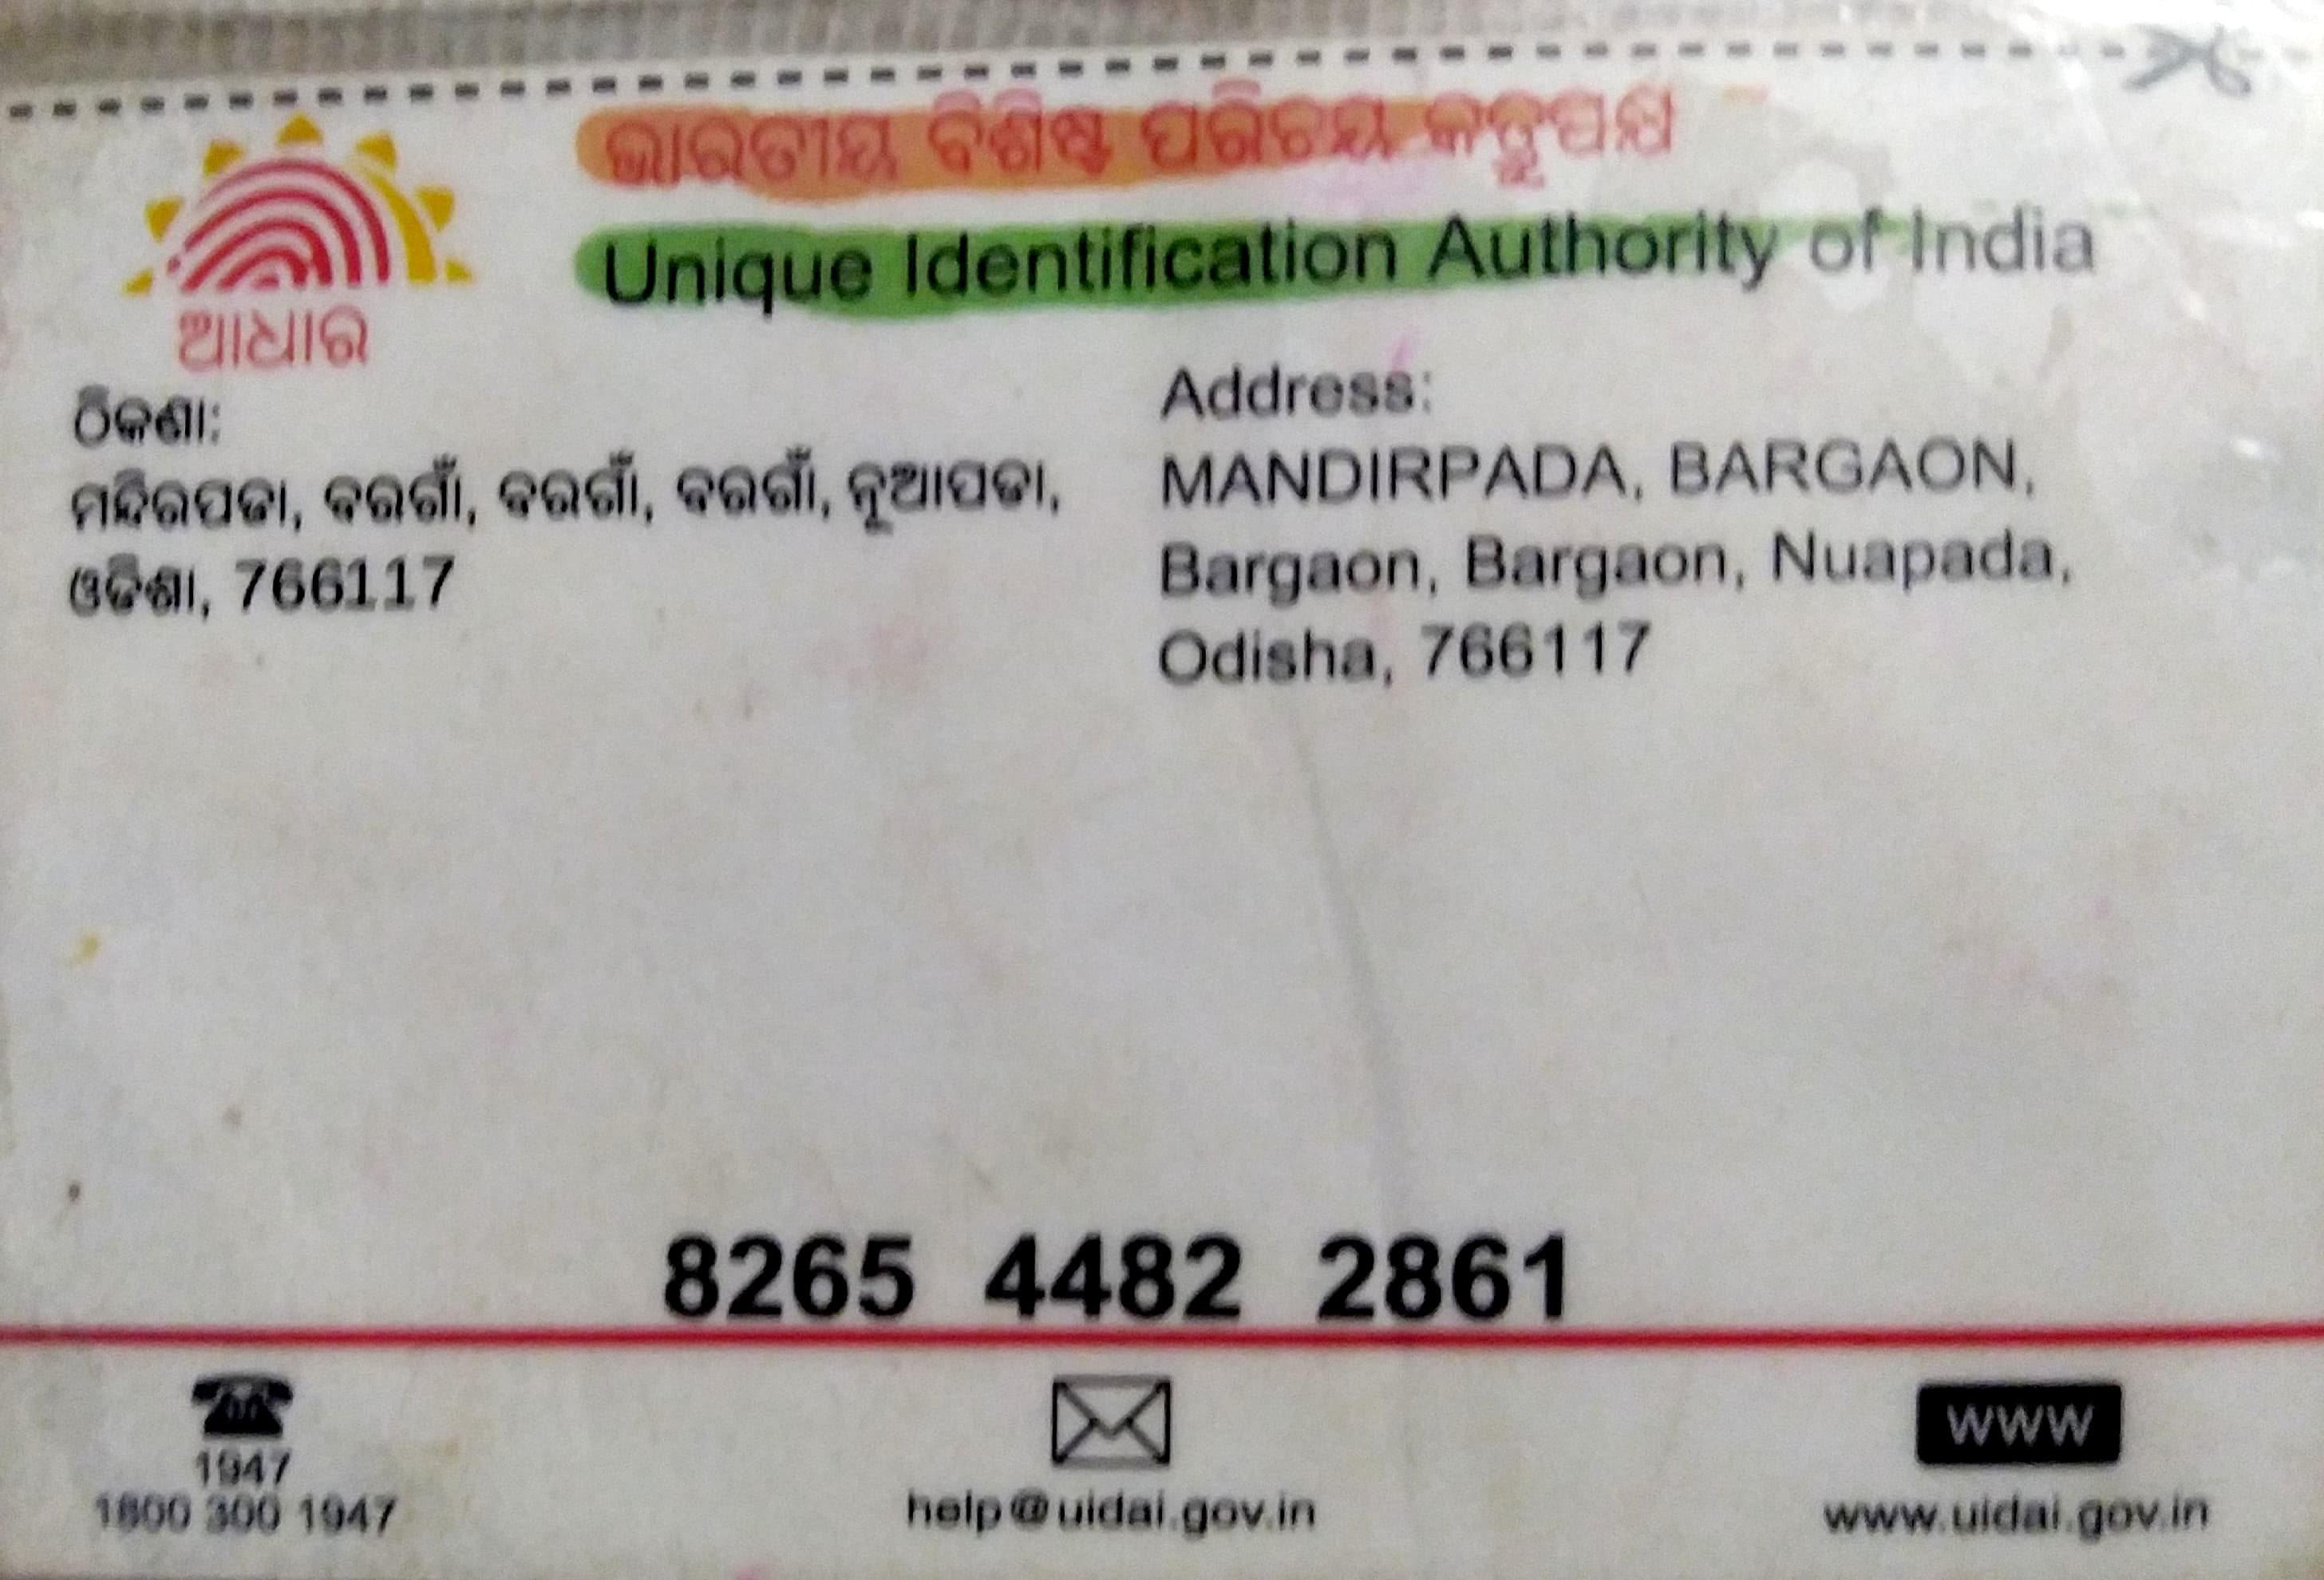 ଭାରତୀୟ ବିଶିଷ୍ଟ ପରିଚୟ କର୍ତ୍ତୃପକ୍ଷ
Unique Identification Authority of India
ଆଧାର
ଠିକଣା:
ମନ୍ଦିରପଡା, ବରଗାଁ, ବରଗାଁ, ବରଗାଁ, ନୂଆପଡା,
ଓଡିଶା, 766117
Address:
MANDIRPADA, BARGAON,
Bargaon, Bargaon, Nuapada,
Odisha, 766117
8265 4482 2861
1947
1800 300 1947
help@uidai.gov.in
WWW
www.uidai.gov.in